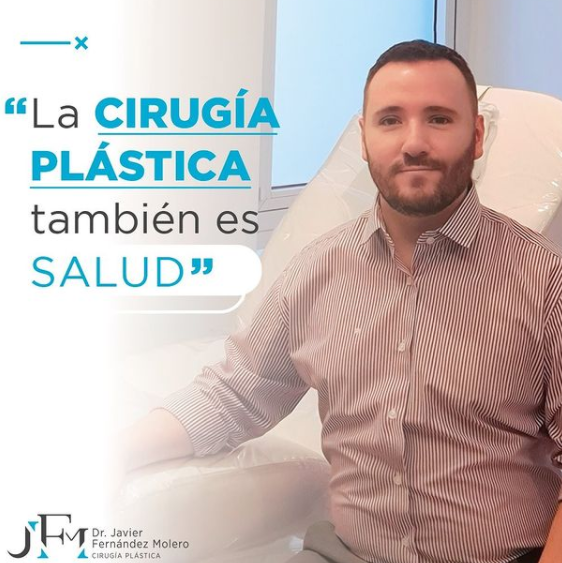 “La CIRUGÍA
PLÁSTICA
también es
SALUD”
JFM
Dr. Javier
Fernández Molero
CIRUGÍA PLÁSTICA